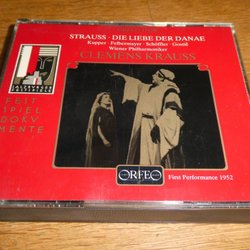 STRAUSS · DIE LIEBE DER DANAE
Kupper · Felbermayer · Schöffler · Gostic
Wiener Philharmoniker
CLEMENS KRAUSS
FEST
SPIEL
DOKU
MENTE
ORFEO
First Performance 1952